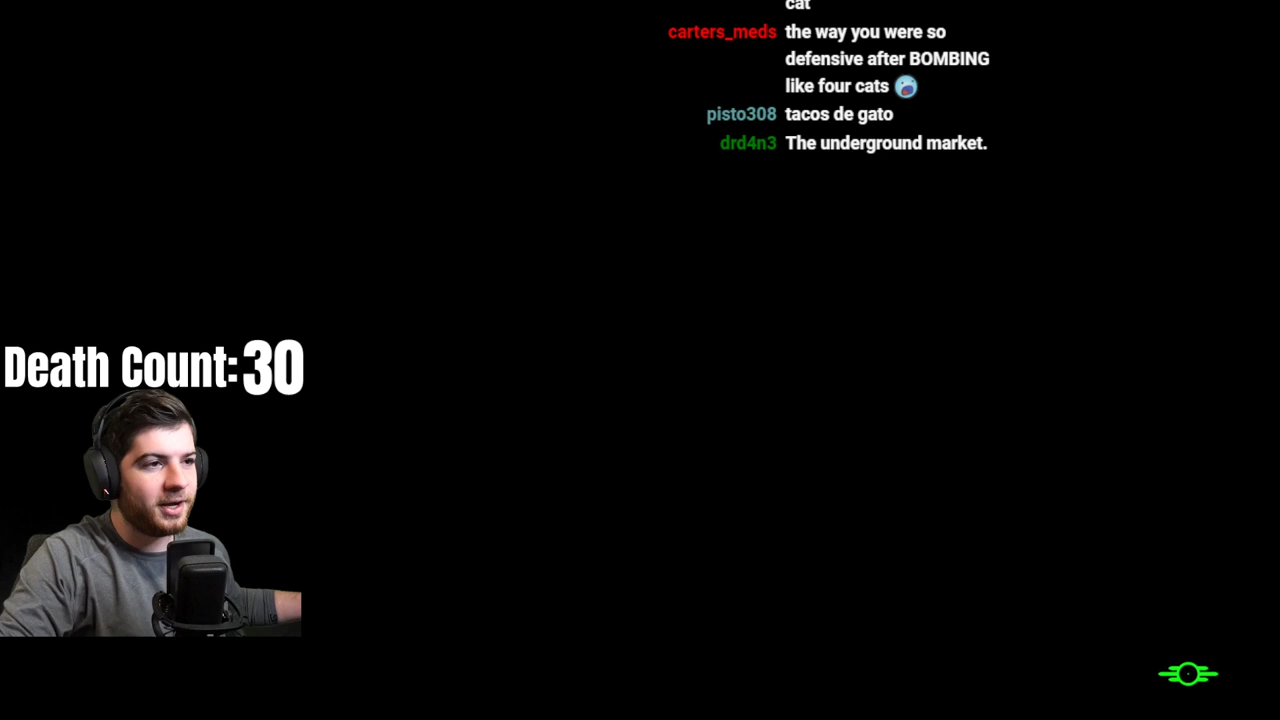 cat
carters_meds the way you were so
defensive after BOMBING
like four cats
pisto308 tacos de gato
drd4n3 The underground market.
Death Count: 30